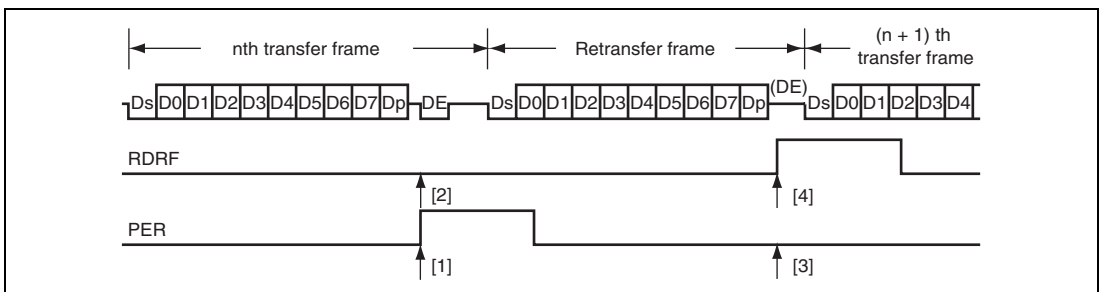 nth transfer frame Retransfer frame (n + 1) th
transfer frame
Ds D0 D1 D2 D3 D4 D5 D6 D7 Dp DE Ds D0 D1 D2 D3 D4 D5 D6 D7 Dp (DE) Ds D0 D1 D2 D3 D4
RDRF
[2] [4]
PER
[1] [3]